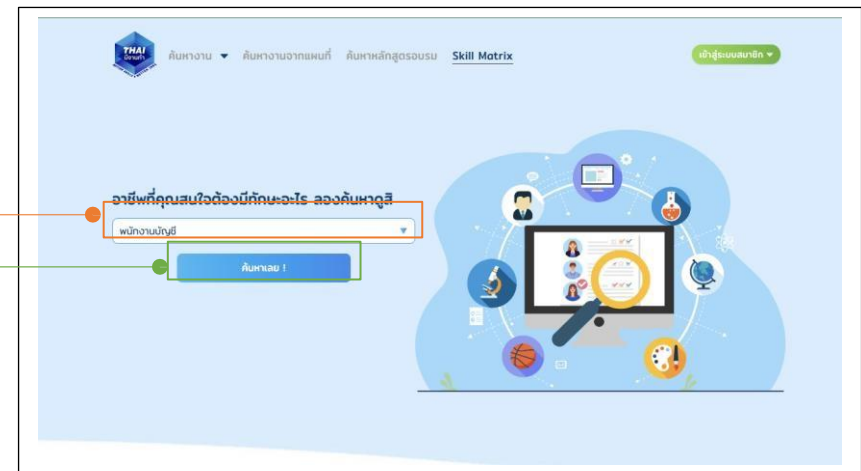 THAI
มีงานทำ
ค้นหางาน ค้นหางานจากแผนที่ ค้นหาหลักสูตรอบรม Skill Matrix
เข้าสู่ระบบสมาชิก
อาชีพที่คุณสนใจต้องมีทักษะอะไร ลองค้นหาดูสิ
พนักงานบัญชี
ค้นหาเลย !